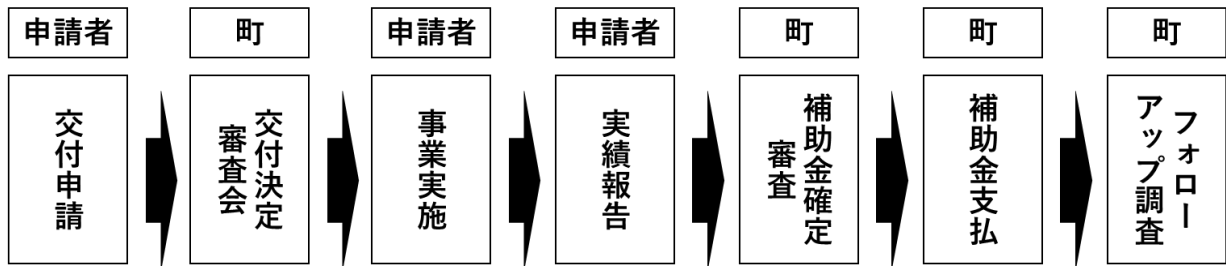 申請者
町
申請者
申請者
町
町
町
交付申請
交付決定
審査会
事業実施
実績報告
補助金確定
審査
補助金支払
フォロー
アップ調査